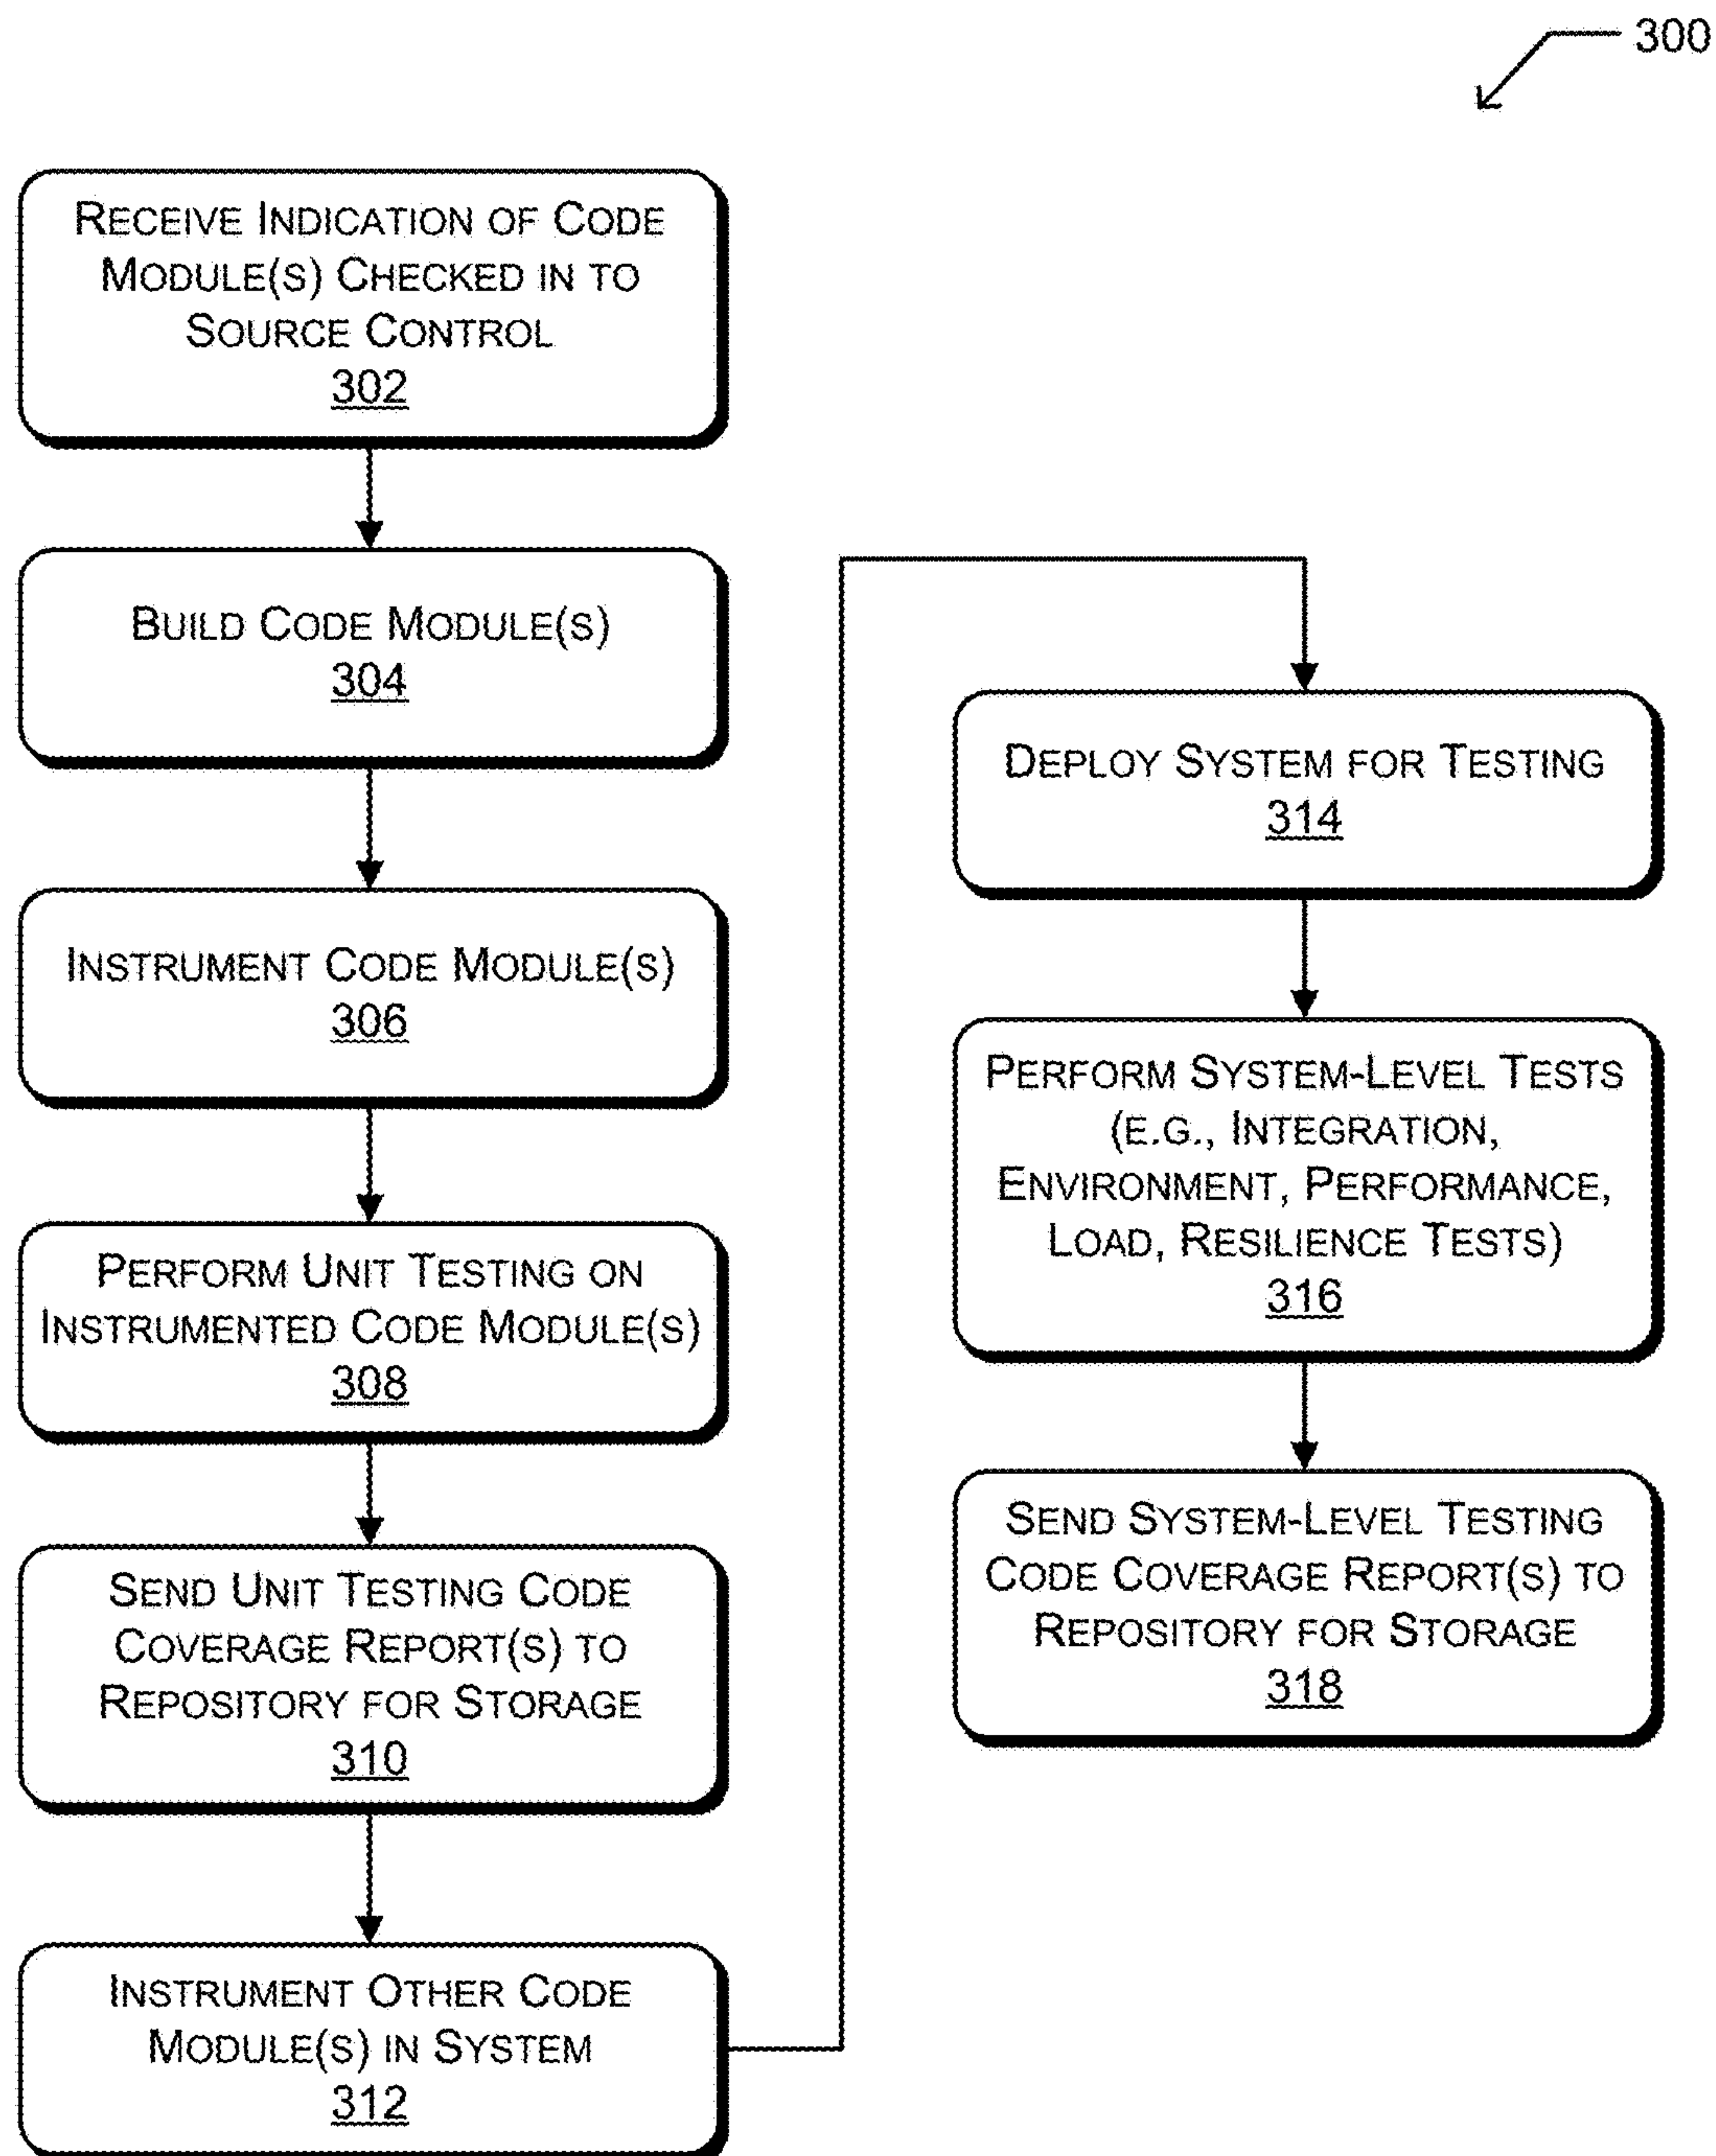 300
RECEIVE INDICATION OF CODE
MODULE(S) CHECKED IN TO
SOURCE CONTROL
302
BUILD CODE MODULE(S)
304
INSTRUMENT CODE MODULE(S)
306
PERFORM UNIT TESTING ON
INSTRUMENTED CODE MODULE(S)
308
SEND UNIT TESTING CODE
COVERAGE REPORT(S) TO
REPOSITORY FOR STORAGE
310
INSTRUMENT OTHER CODE
MODULE(S) IN SYSTEM
312
DEPLOY SYSTEM FOR TESTING
314
PERFORM SYSTEM-LEVEL TESTS
(E.G., INTEGRATION,
ENVIRONMENT, PERFORMANCE,
LOAD, RESILIENCE TESTS)
316
SEND SYSTEM-LEVEL TESTING
CODE COVERAGE REPORT(S) TO
REPOSITORY FOR STORAGE
318